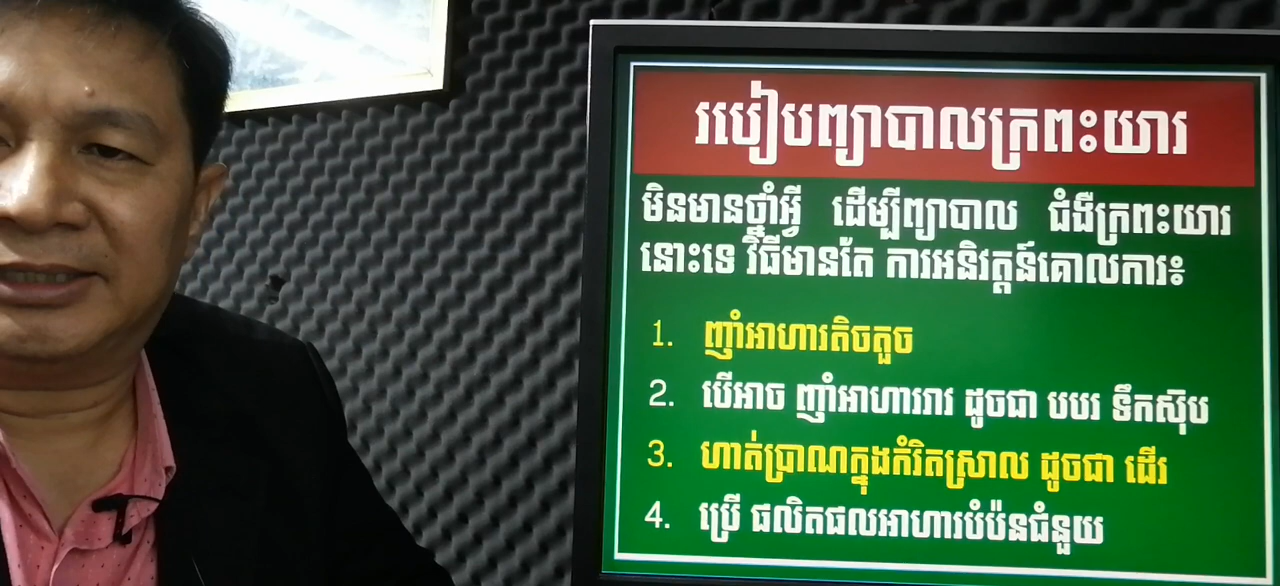 របៀបព្យាបាលក្រពះយារ
មិនមានថ្នាំអ្វី ដើម្បីព្យាបាល ជំងឺក្រពះយារ
នោះទេ វិធីមានតែ ការអនិវត្តន៍គោលការ៖
1. ញ៉ាំអាហារតិចតួច
2. បើអាច ញ៉ាំអាហាររាវ ដូចជា បបរ ទឹកស៊ុប
3. ហាត់ប្រាណក្នុងកំរិតស្រាល ដូចជា ដើរ
4. ប្រើ ផលិតផលអាហារបំប៉នជំនួយ